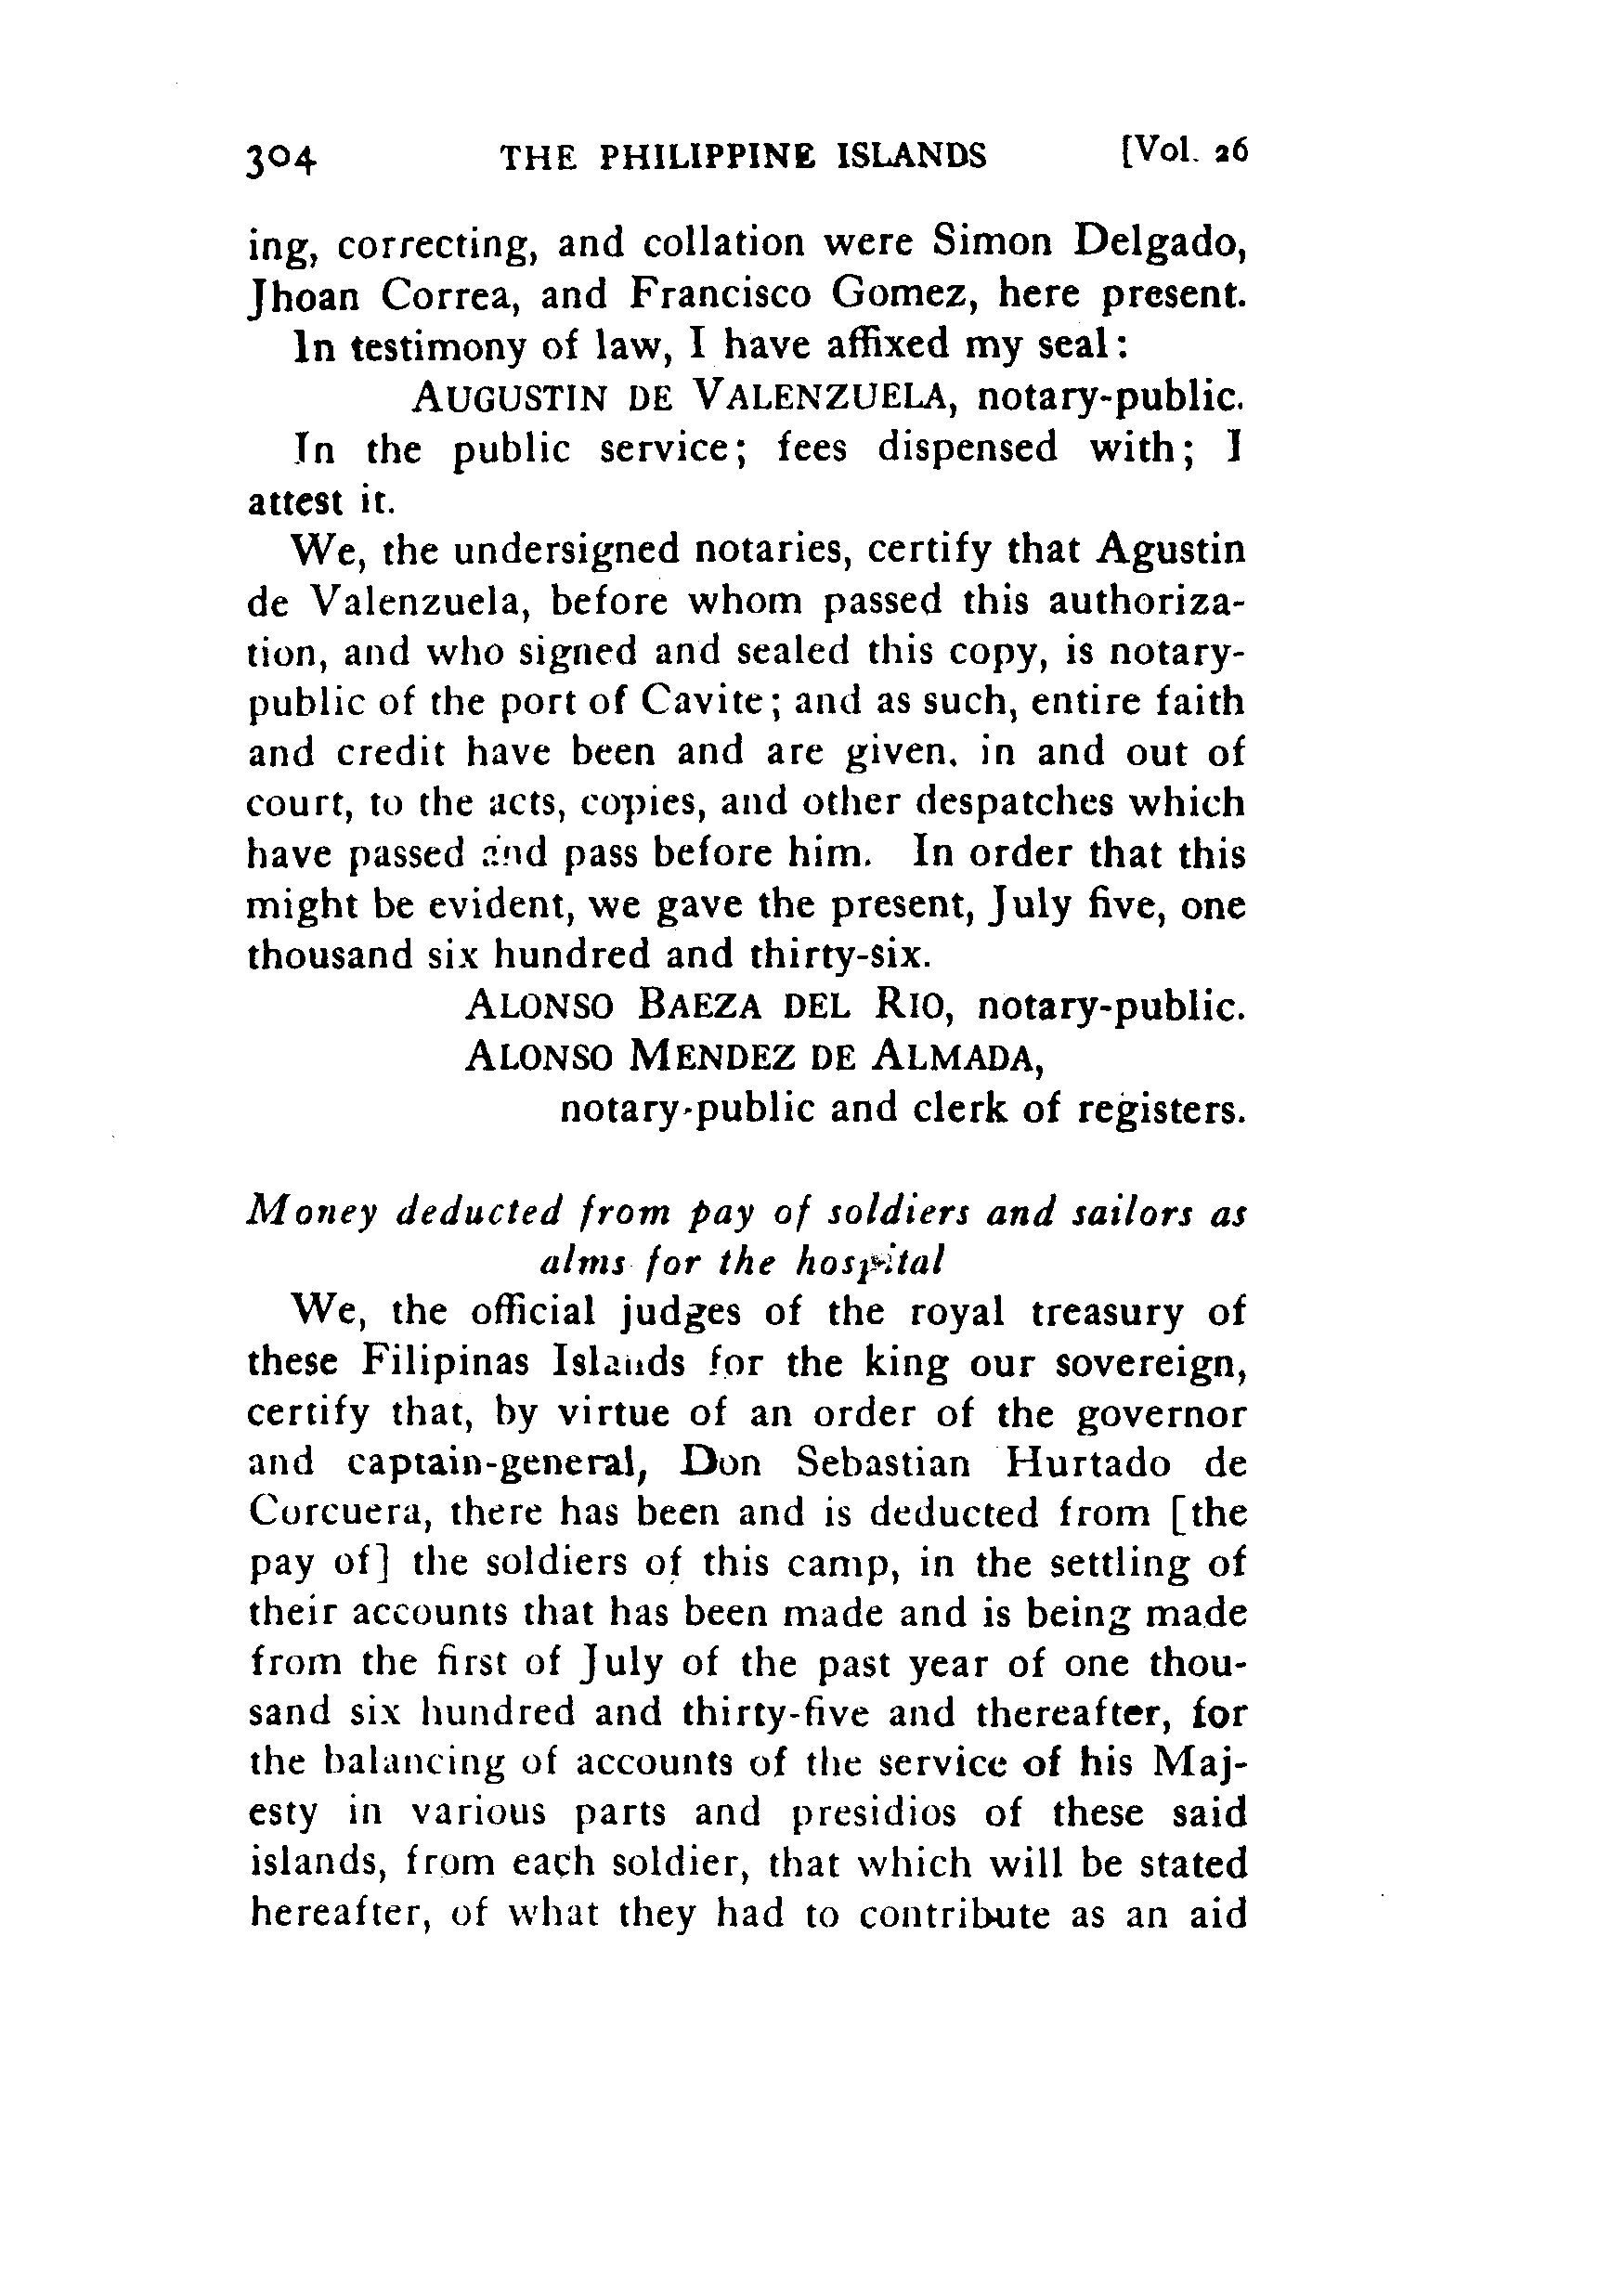 304 THE PHILIPPINE ISLANDS [Vol. 26
ing, correcting, and collation were Simon Delgado,
Jhoan Correa, and Francisco Gomez, here present.
In testimony of law, I have affixed my seal:
AUGUSTIN DE VALENZUELA, notary-public.
In the public service; fees dispensed with; I
attest it.
We, the undersigned notaries, certify that Agustin
de Valenzuela, before whom passed this authoriza-
tion, and who signed and sealed this copy, is notary-
public of the port of Cavite; and as such, entire faith
and credit have been and are given, in and out of
court, to the acts, copies, and other despatches which
have passed and pass before him. In order that this
might be evident, we gave the present, July five, one
thousand six hundred and thirty-six.
ALONSO BAEZA DEL RIO, notary-public.
ALONSO MENDEZ DE ALMADA,
notary-public and clerk of registers.
Money deducted from pay of soldiers and sailors as
alms for the hospital
We, the official judges of the royal treasury of
these Filipinas Islands for the king our sovereign,
certify that, by virtue of an order of the governor
and captain-general, Don Sebastian Hurtado de
Corcuera, there has been and is deducted from [the
pay of] the soldiers of this camp, in the settling of
their accounts that has been made and is being made
from the first of July of the past year of one thou-
sand six hundred and thirty-five and thereafter, for
the balancing of accounts of the service of his Maj-
esty in various parts and presidios of these said
islands, from each soldier, that which will be stated
hereafter, of what they had to contribute as an aid